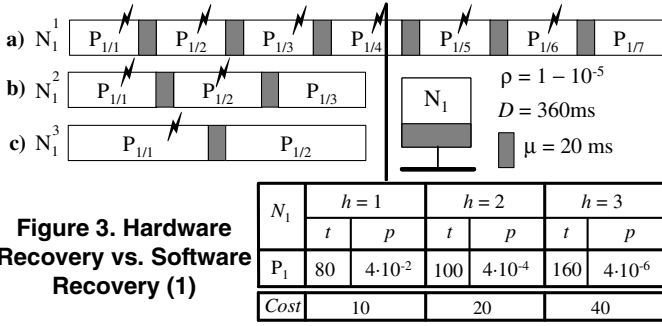 a) N₁¹ P₁/₁ P₁/₂ P₁/₃ P₁/₄ P₁/₅ P₁/₆ P₁/₇
b) N₁² P₁/₁ P₁/₂ P₁/₃
c) N₁³ P₁/₁ P₁/₂
N₁
ρ = 1 – 10⁻⁵
D = 360ms
μ = 20 ms
Figure 3. Hardware
Recovery vs. Software
Recovery (1)
N₁ h = 1 h = 2 h = 3
t p t p t p
P₁ 80 4·10⁻² 100 4·10⁻⁴ 160 4·10⁻⁶
Cost 10 20 40